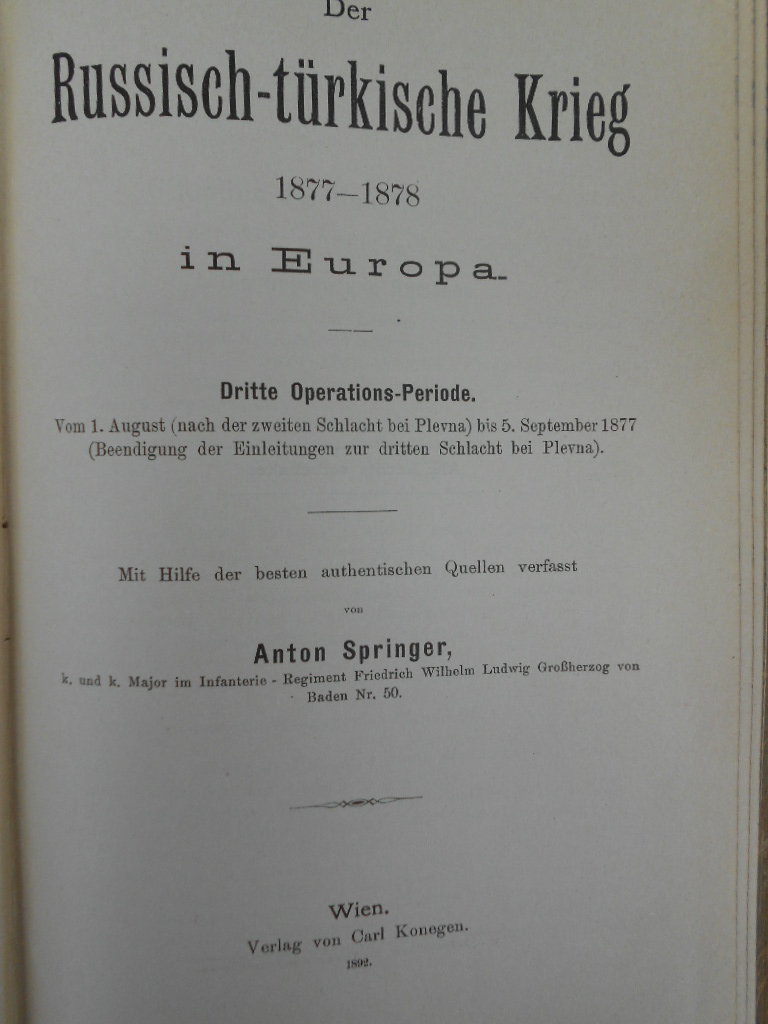 Der
Russisch-türkische Krieg
1877—1878
in Europa.
Dritte Operations-Periode.
Vom 1. August (nach der zweiten Schlacht bei Plevna) bis 5. September 1877
(Beendigung der Einleitungen zur dritten Schlacht bei Plevna).
Mit Hilfe der besten authentischen Quellen verfasst
von
Anton Springer,
k. und k. Major im Infanterie - Regiment Friedrich Wilhelm Ludwig Großherzog von
Baden Nr. 50.
Wien.
Verlag von Carl Konegen.
1892.